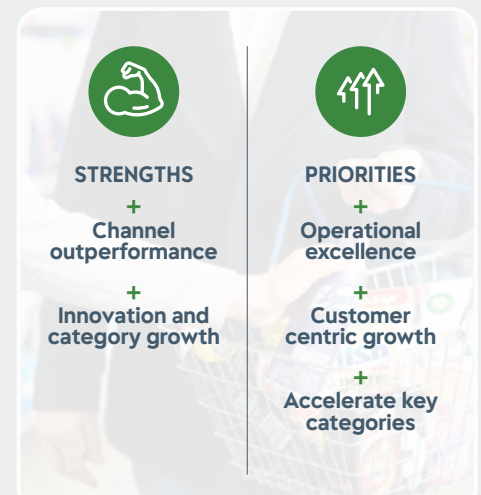 STRENGTHS
+
Channel
outperformance
+
Innovation and
category growth
PRIORITIES
+
Operational
excellence
+
Customer
centric growth
+
Accelerate key
categories